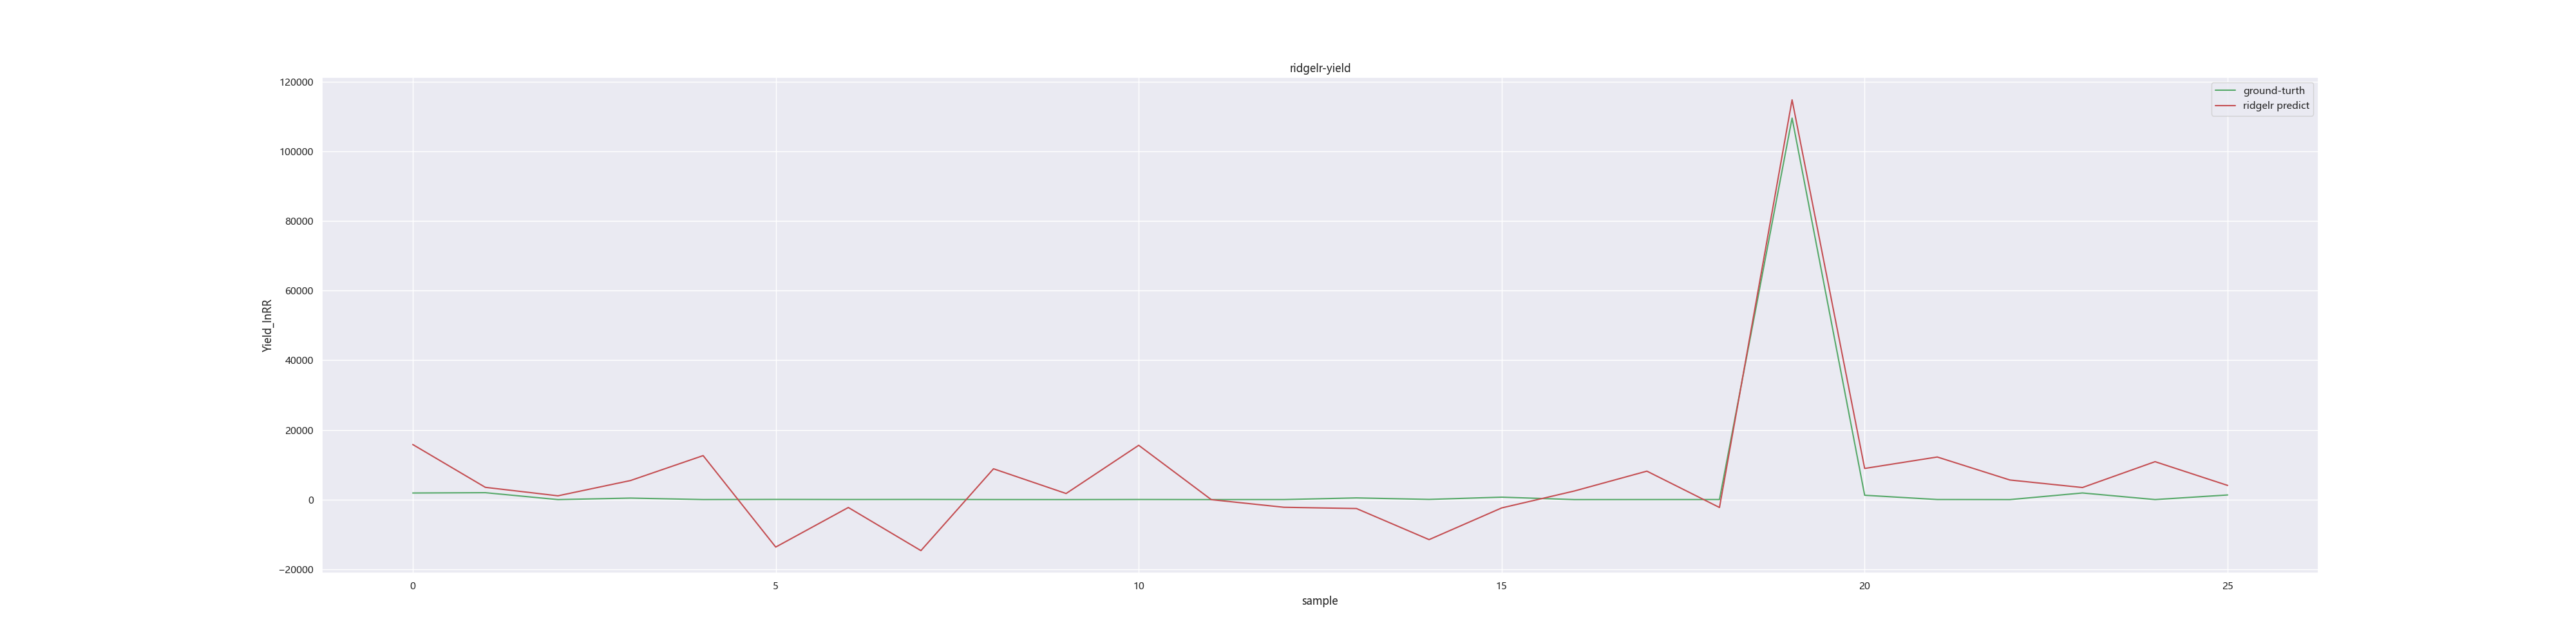 ridgelr-yield
120000
100000
80000
60000
40000
20000
0
−20000
Yield_lnRR
ground-turth
ridgelr predict
0 5 10 15 20 25
sample